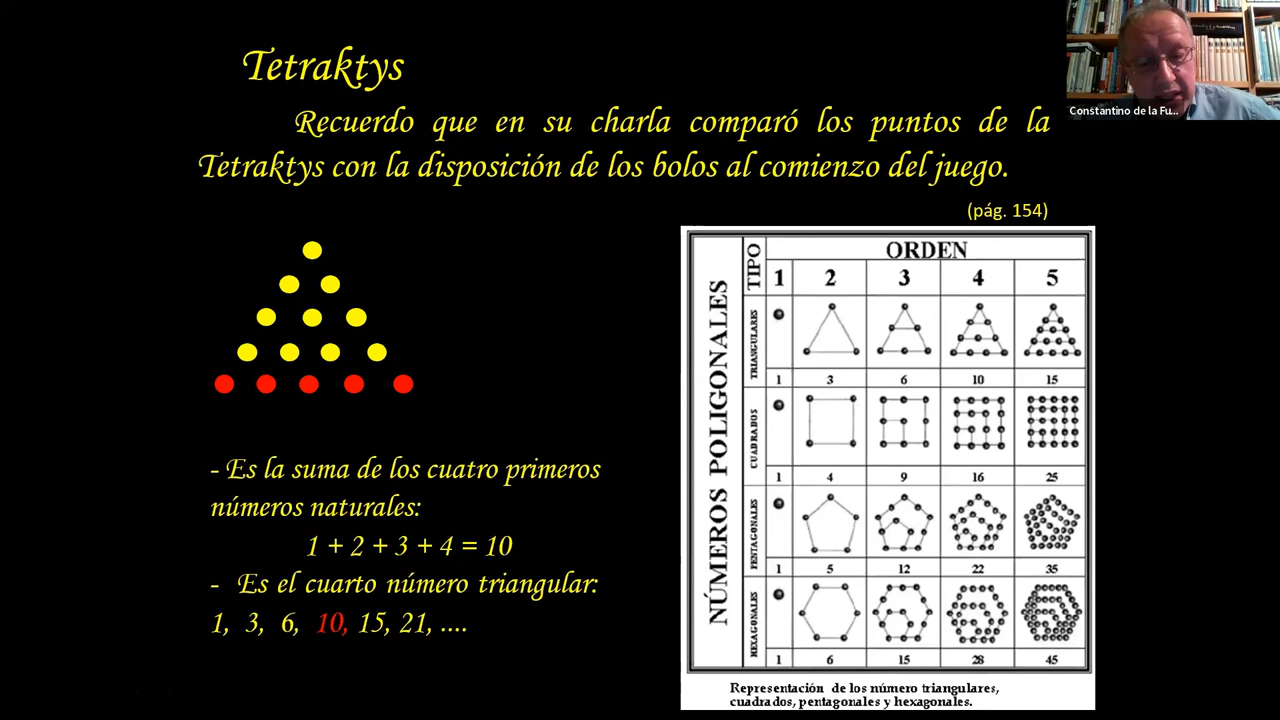 Tetraktys
Recuerdo que en su charla comparó los puntos de la
Tetraktys con la disposición de los bolos al comienzo del juego.
(pág. 154)
- Es la suma de los cuatro primeros
números naturales:
1 + 2 + 3 + 4 = 10
- Es el cuarto número triangular:
1, 3, 6, 10, 15, 21, ....
Constantino de la Fu...
NÚMEROS POLIGONALES
TIPO
ORDEN
1 2 3 4 5
TRIANGULARES
1 3 6 10 15
CUADRADOS
1 4 9 16 25
PENTAGONALES
1 5 12 22 35
HEXAGONALES
1 6 15 28 45
Representación de los número triangulares,
cuadrados, pentagonales y hexagonales.